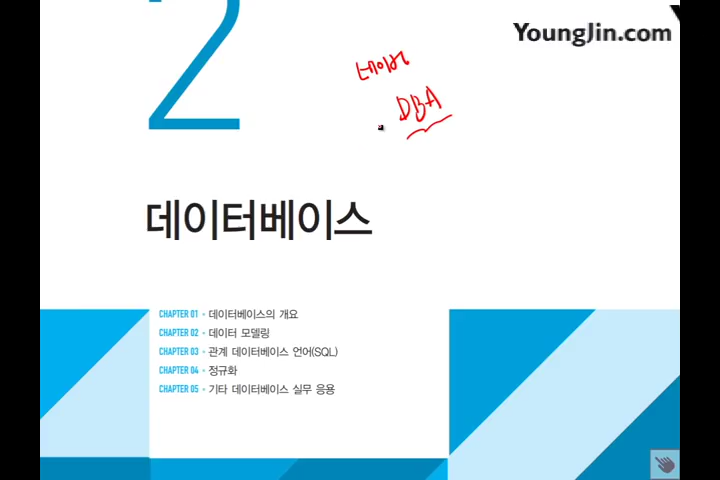 2
YoungJin.com
DBA
데이터베이스
CHAPTER 01 • 데이터베이스의 개요
CHAPTER 02 • 데이터 모델링
CHAPTER 03 • 관계 데이터베이스 언어(SQL)
CHAPTER 04 • 정규화
CHAPTER 05 • 기타 데이터베이스 실무 응용